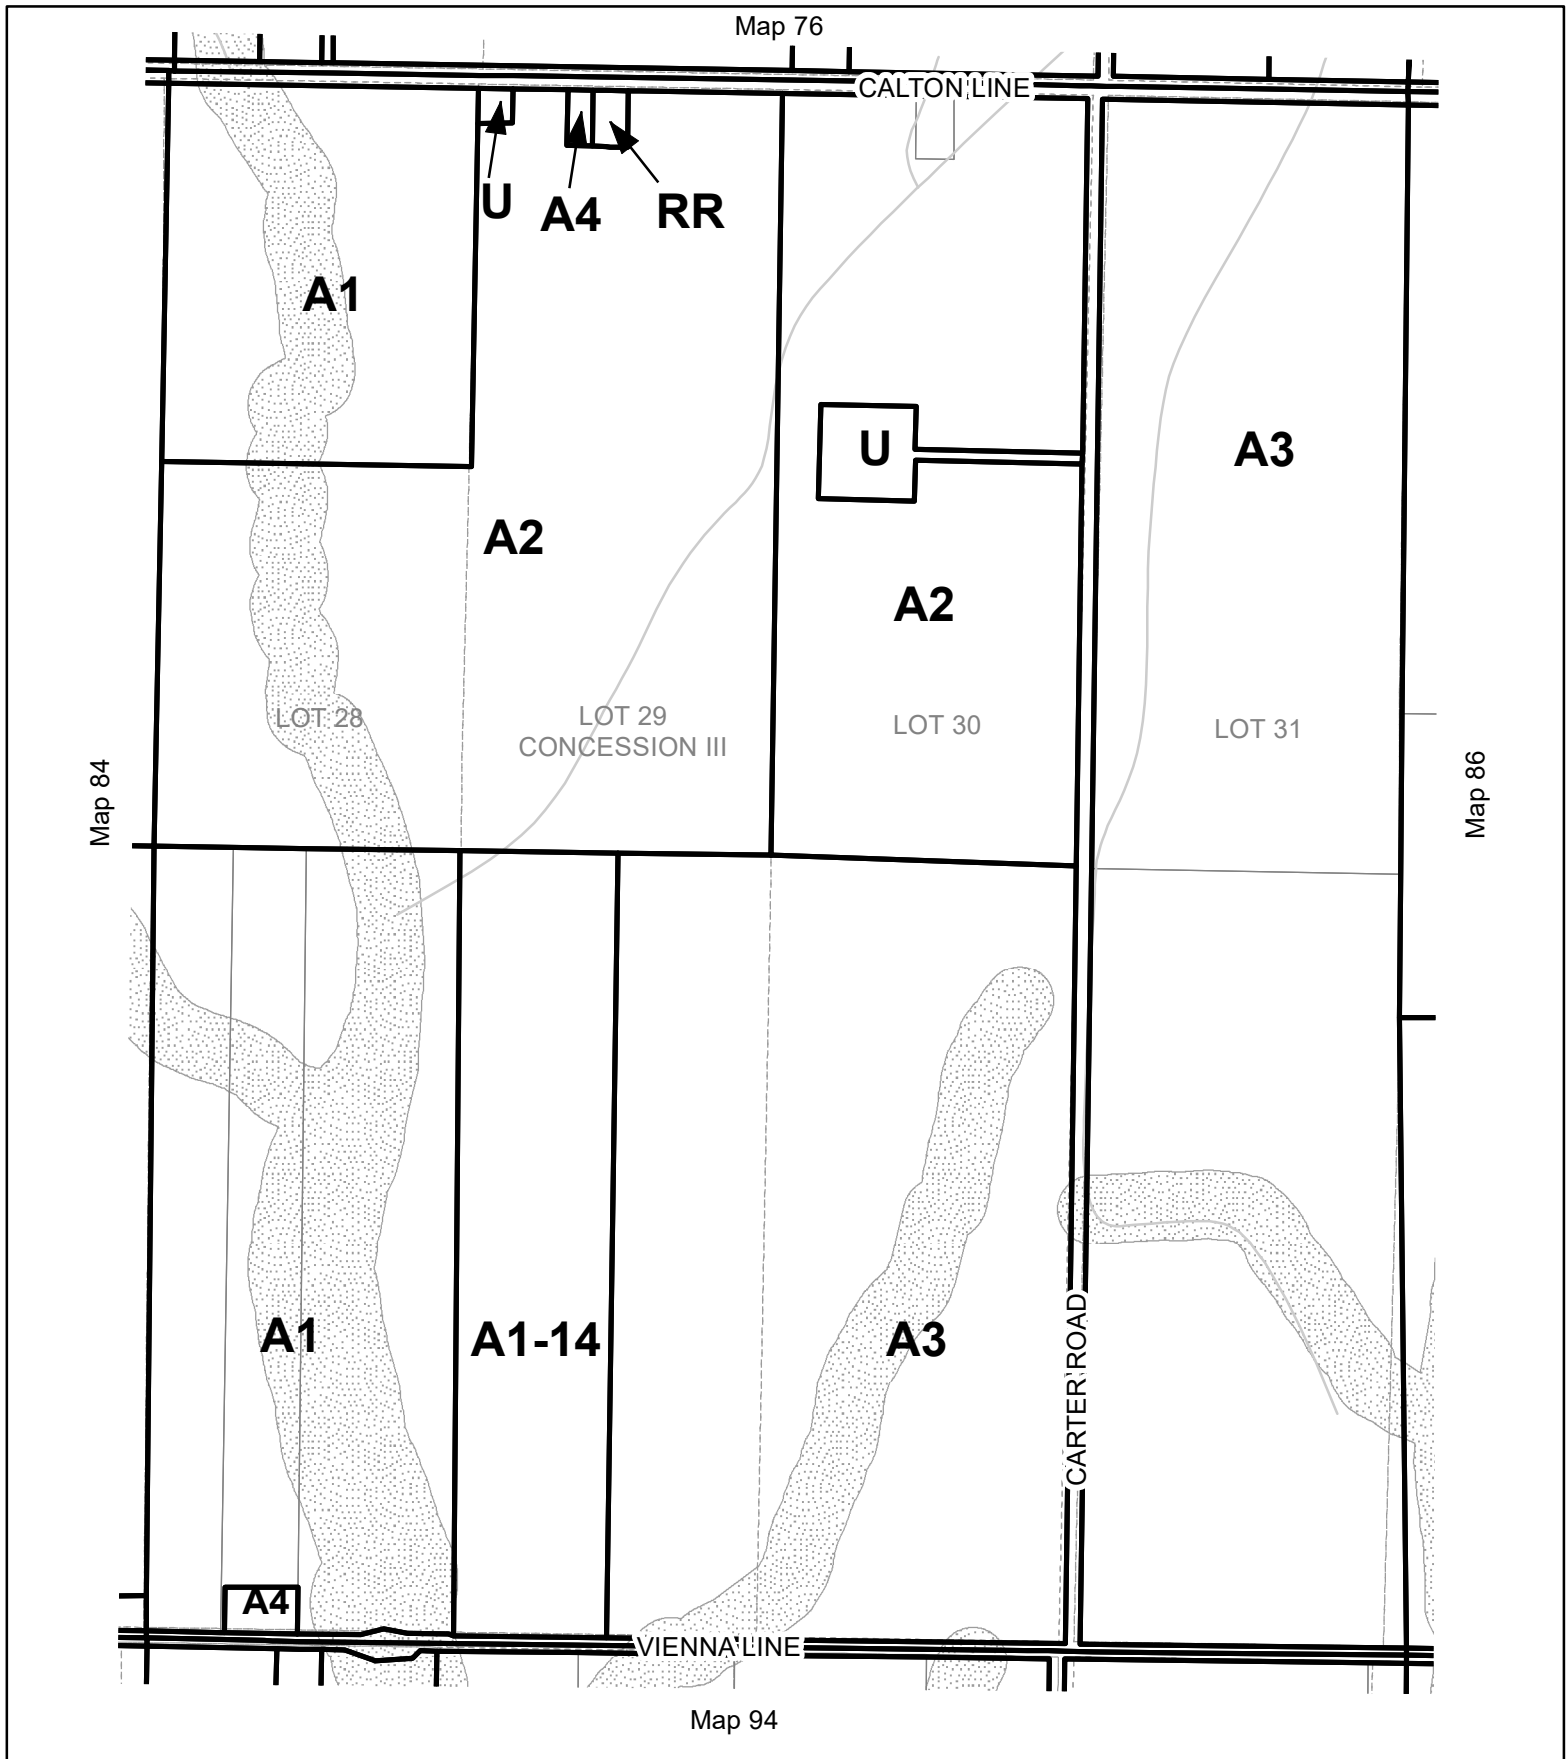 Map 76
CALTON LINE
U
A4
RR
A1
U
A3
A2
A2
LOT 28
LOT 29
CONCESSION III
LOT 30
LOT 31
Map 84
Map 86
A1
A1-14
A3
CARTER ROAD
A4
VIENNA LINE
Map 94